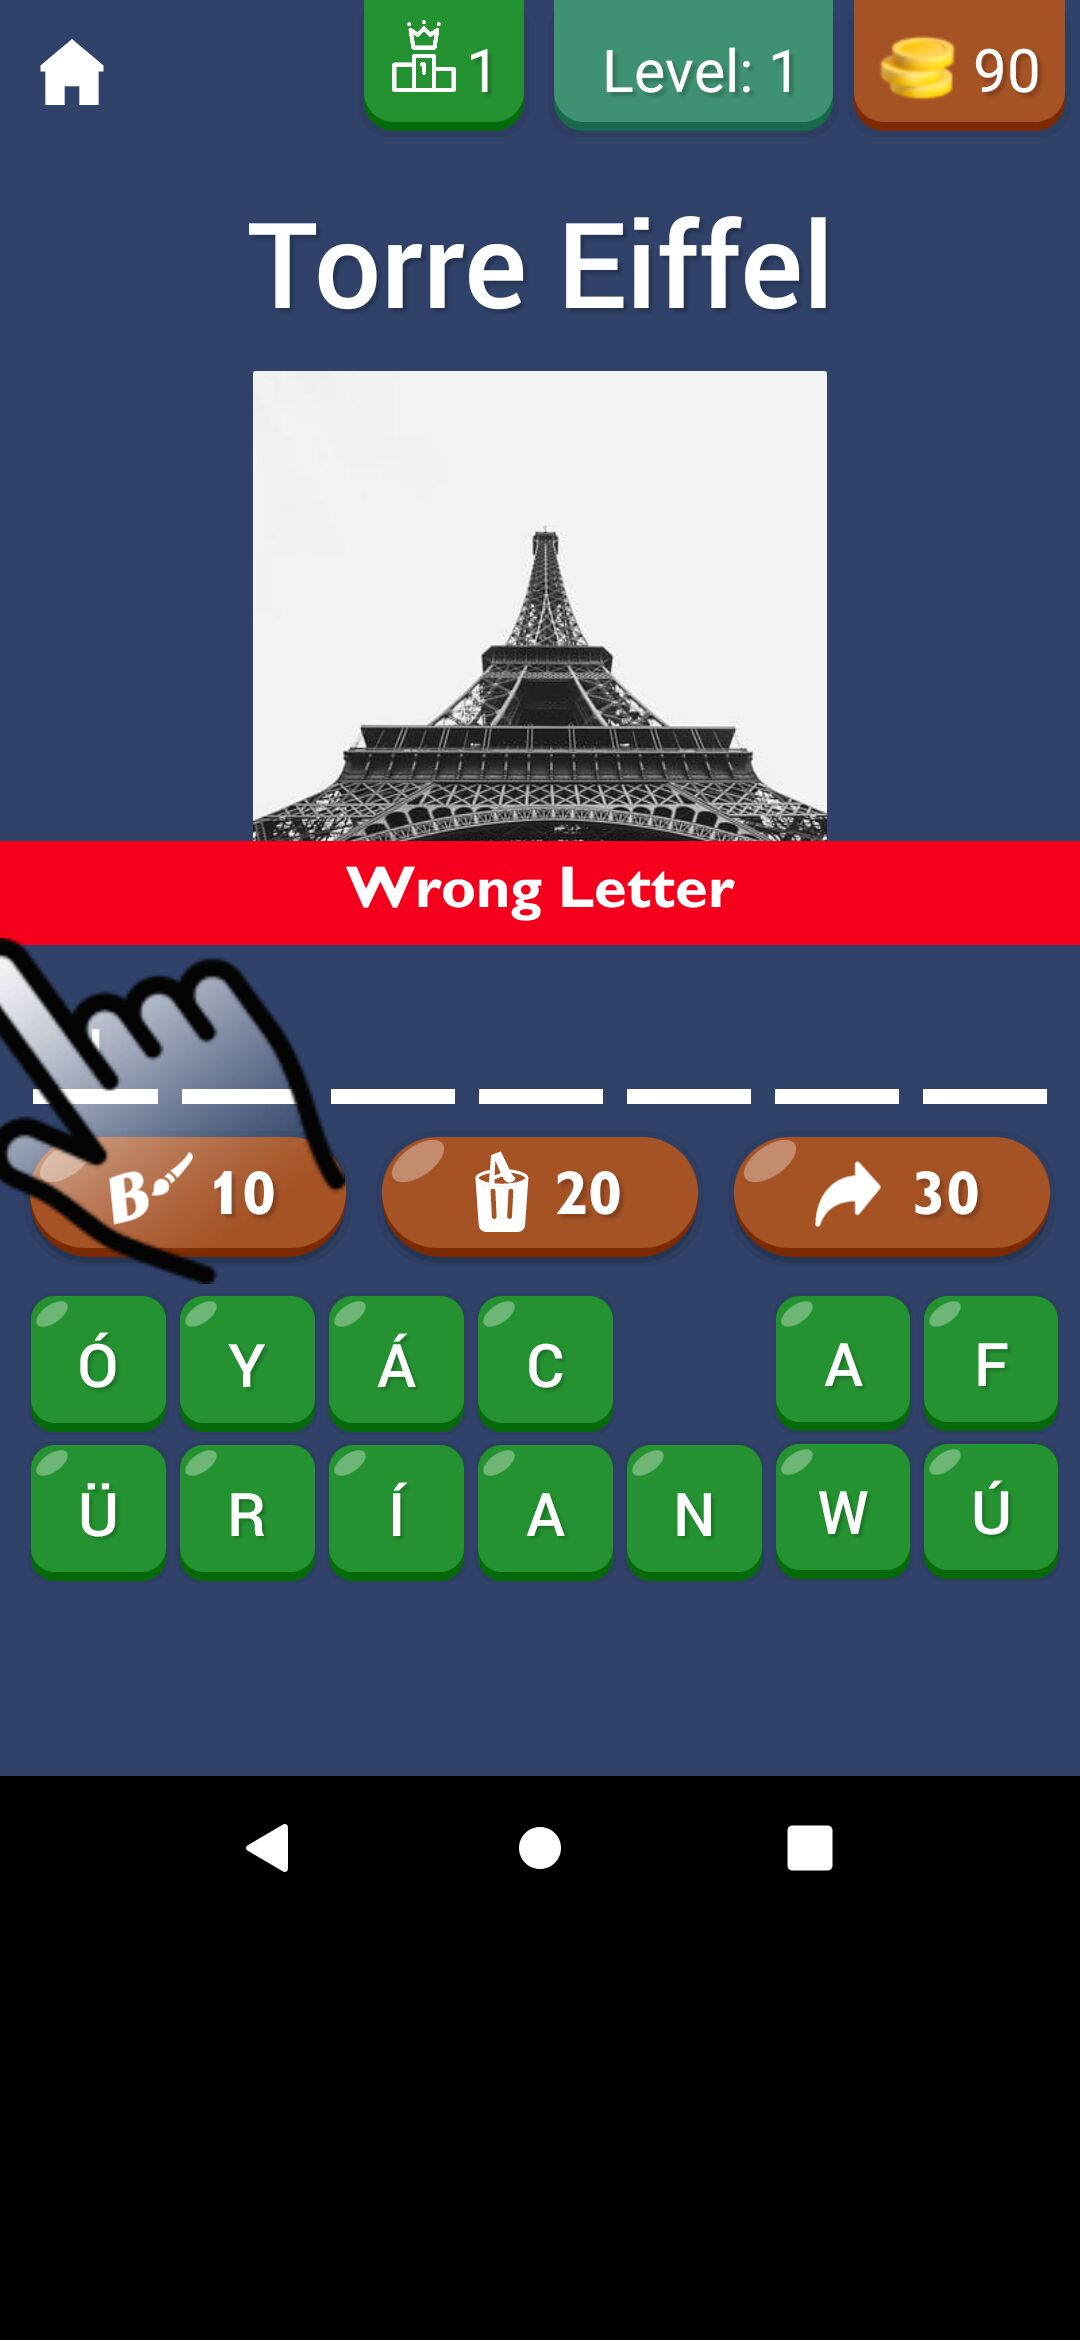 1
Level: 1
90
Torre Eiffel
Wrong Letter
B 10
20
30
Ó Y Á C A F
Ü R Í A N W Ú